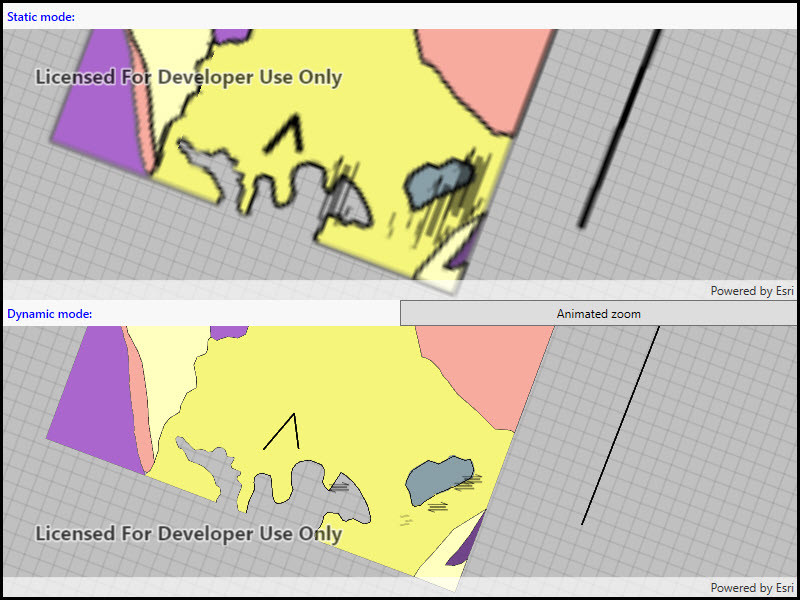 Static mode:
Licensed For Developer Use Only
Powered by Esri
Dynamic mode:
Animated zoom
Licensed For Developer Use Only
Powered by Esri